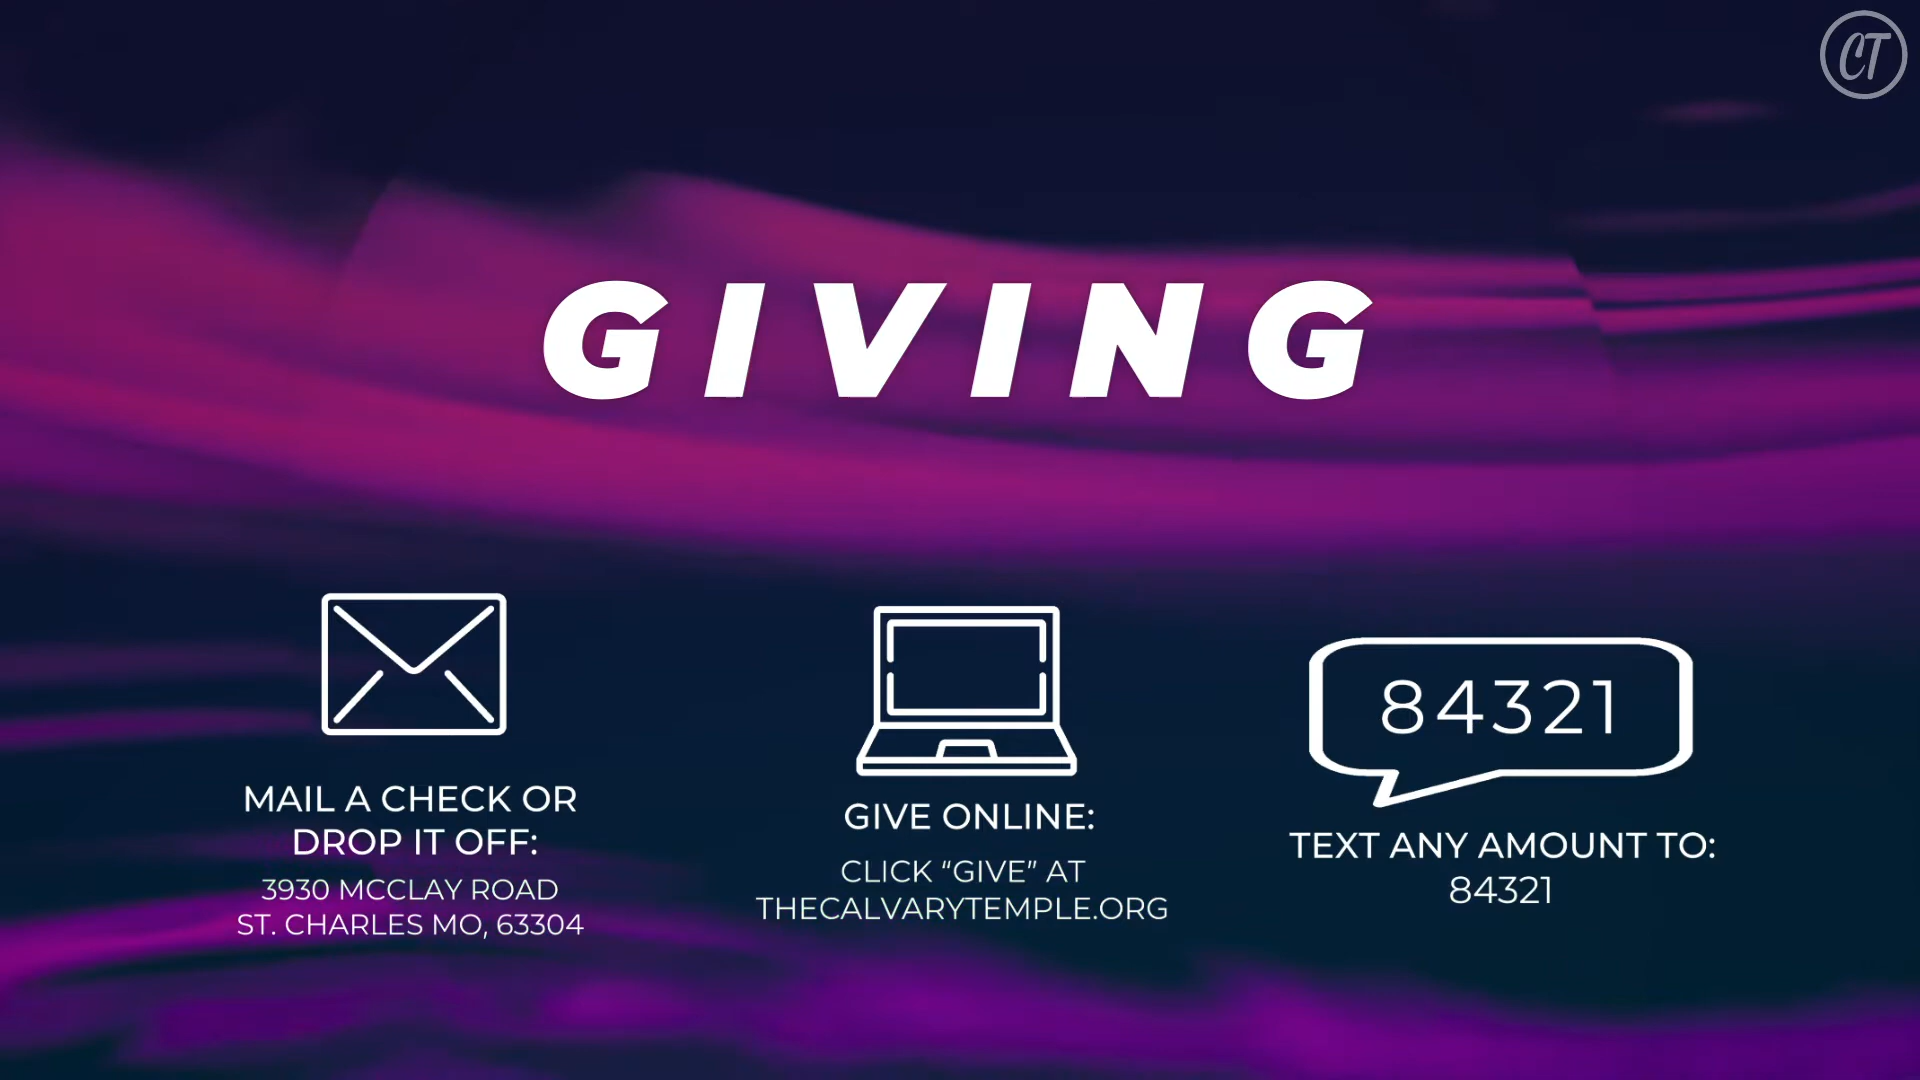 CT
GIVING
MAIL A CHECK OR
DROP IT OFF:
3930 MCCLAY ROAD
ST. CHARLES MO, 63304
GIVE ONLINE:
CLICK “GIVE” AT
THECALVARYTEMPLE.ORG
84321
TEXT ANY AMOUNT TO:
84321